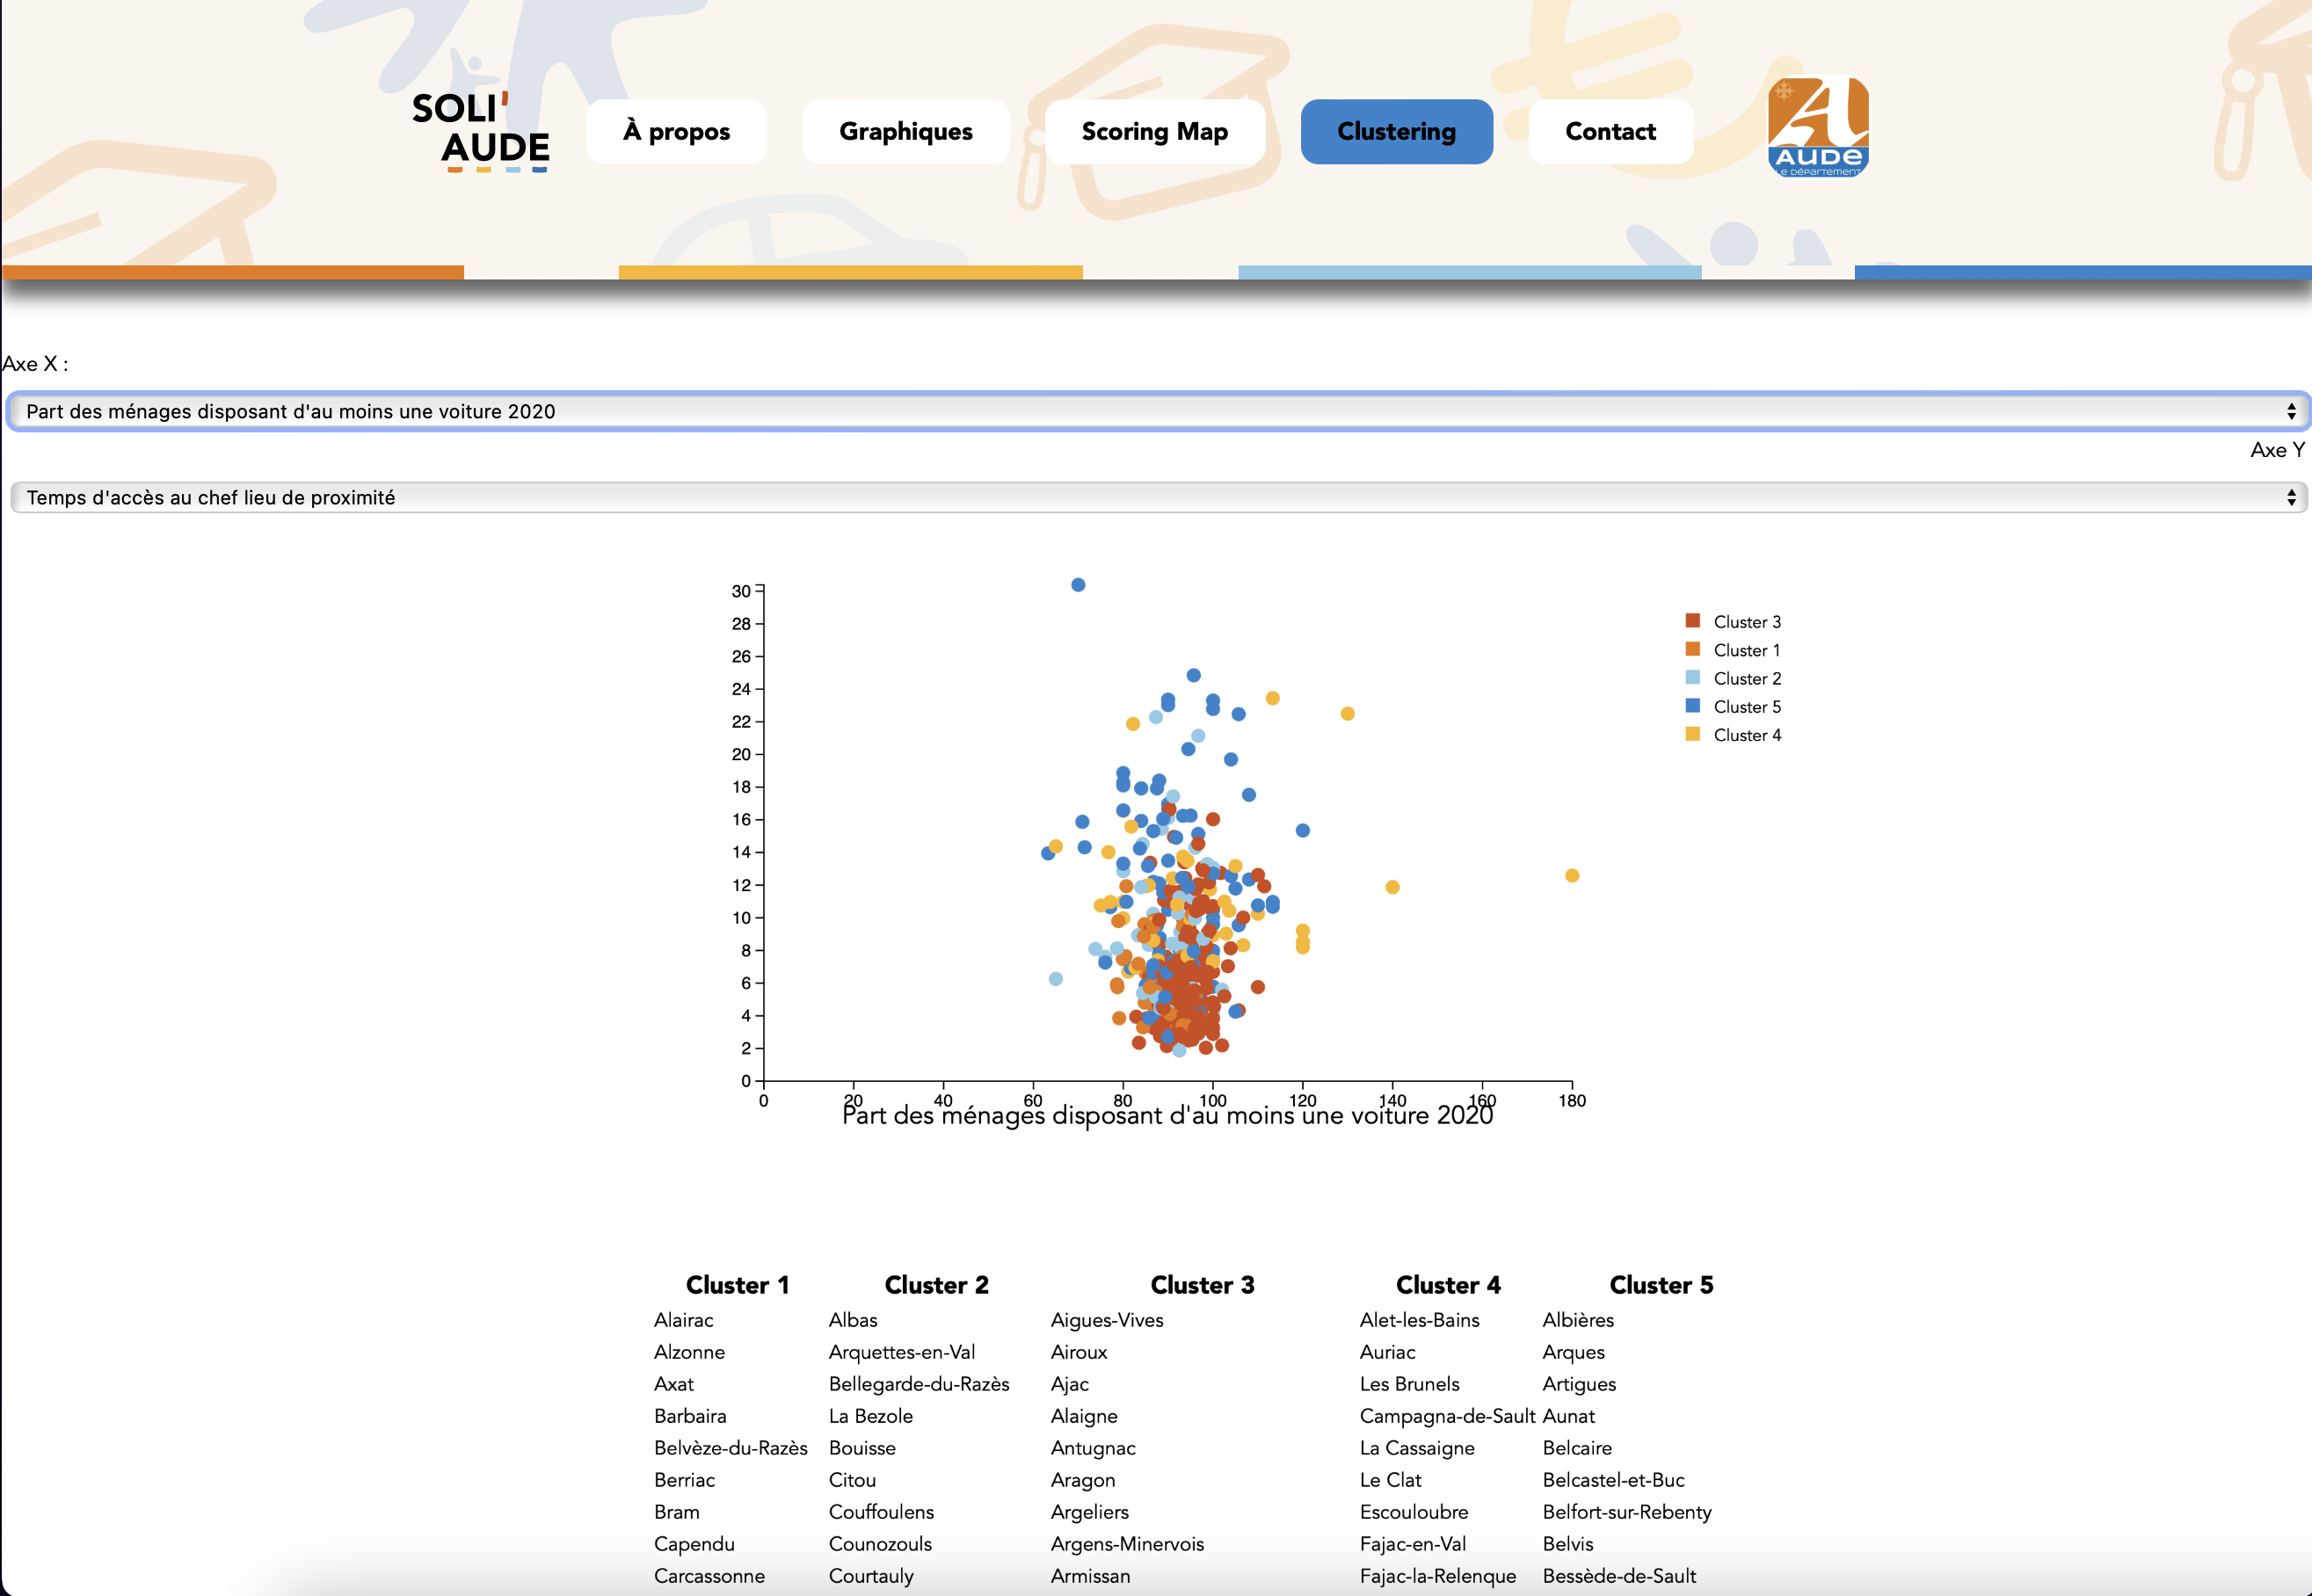 SOLI'
AUDE
À propos
Graphiques
Scoring Map
Clustering
Contact
AUDE
LE DÉPARTEMENT
Axe X :
Part des ménages disposant d'au moins une voiture 2020
Axe Y
Temps d'accès au chef lieu de proximité
30
28
26
24
22
20
18
16
14
12
10
8
6
4
2
0
0 20 40 60 80 100 120 140 160 180
Part des ménages disposant d'au moins une voiture 2020
Cluster 3
Cluster 1
Cluster 2
Cluster 5
Cluster 4
Cluster 1 Cluster 2 Cluster 3 Cluster 4 Cluster 5
Alairac Albas Aigues-Vives Alet-les-Bains Albières
Alzonne Arquettes-en-Val Airoux Auriac Arques
Axat Bellegarde-du-Razès Ajac Les Brunels Artigues
Barbaira La Bezole Alaigne Campagna-de-Sault Aunat
Belvèze-du-Razès Bouisse Antugnac La Cassaigne Belcaire
Berriac Citou Aragon Le Clat Belcastel-et-Buc
Bram Couffoulens Argeliers Escouloubre Belfort-sur-Rebenty
Capendu Counozouls Argens-Minervois Fajac-en-Val Belvis
Carcassonne Courtauly Armissan Fajac-la-Relenque Bessède-de-Sault